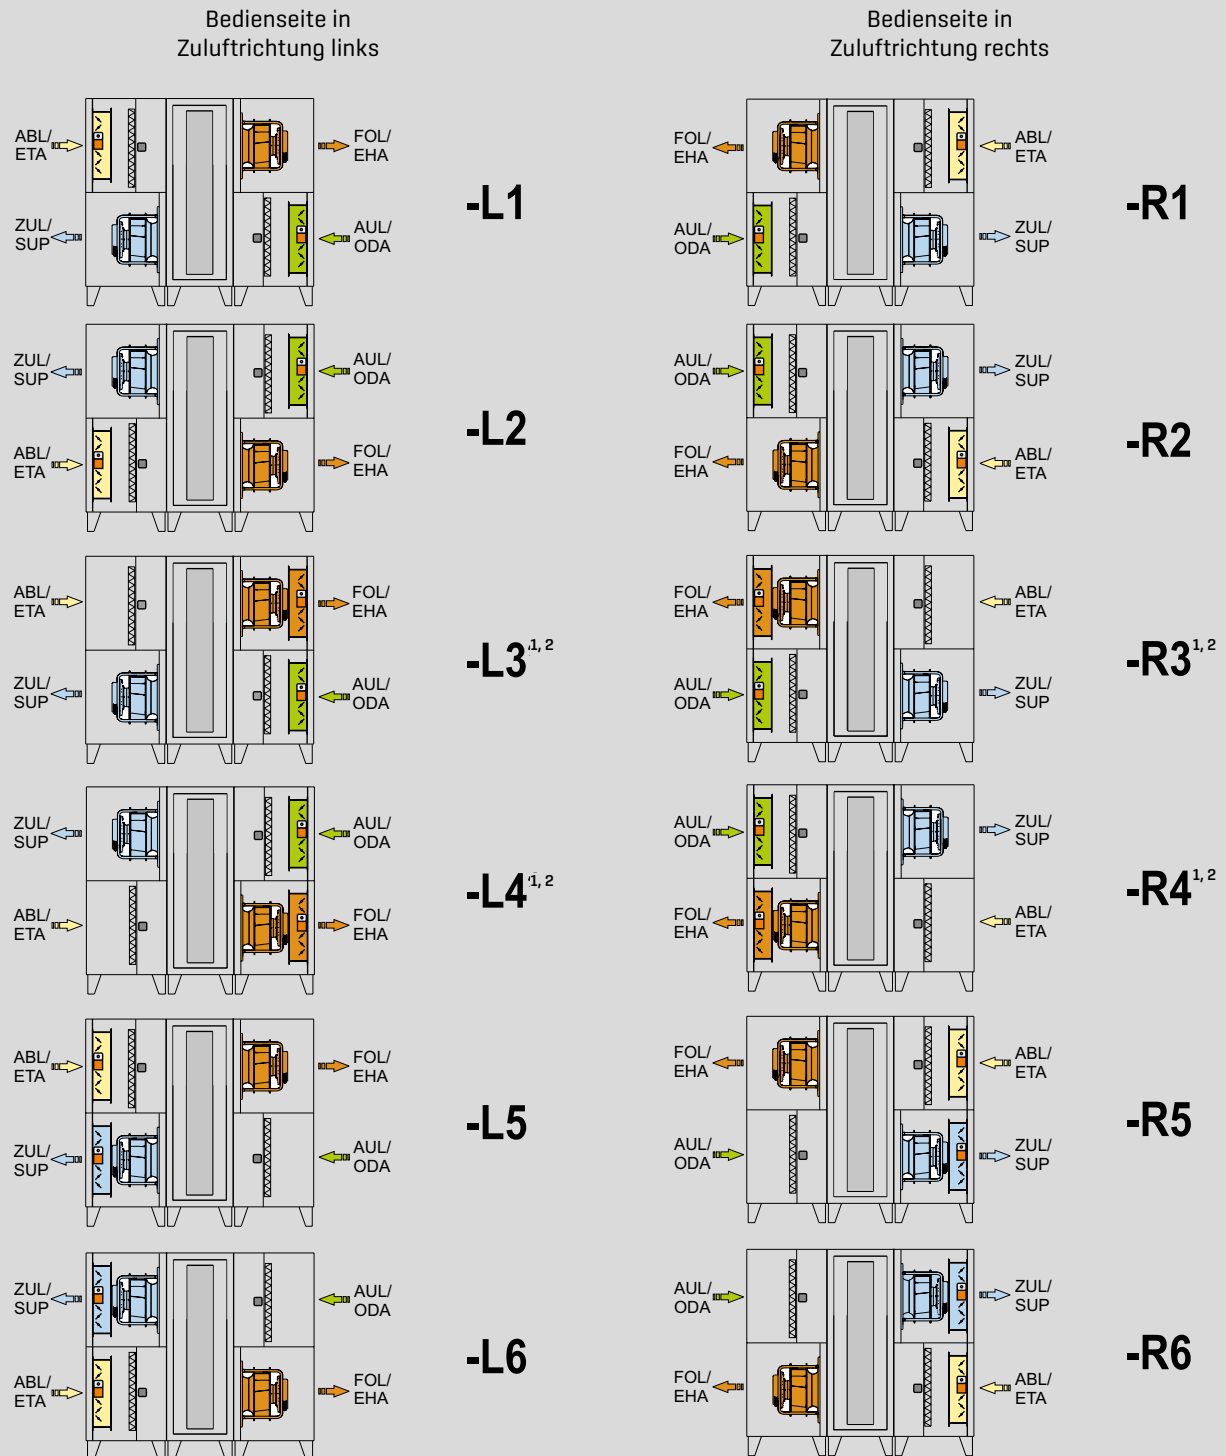 Bedienseite in
Zuluftrichtung links
Bedienseite in
Zuluftrichtung rechts
ABL/
ETA
FOL/
EHA
ZUL/
SUP
AUL/
ODA
-L1
FOL/
EHA
ABL/
ETA
AUL/
ODA
ZUL/
SUP
-R1
ZUL/
SUP
AUL/
ODA
ABL/
ETA
FOL/
EHA
-L2
AUL/
ODA
ZUL/
SUP
FOL/
EHA
ABL/
ETA
-R2
ABL/
ETA
FOL/
EHA
ZUL/
SUP
AUL/
ODA
-L3 1, 2
FOL/
EHA
ABL/
ETA
AUL/
ODA
ZUL/
SUP
-R3 1, 2
ZUL/
SUP
AUL/
ODA
ABL/
ETA
FOL/
EHA
-L4 1, 2
AUL/
ODA
ZUL/
SUP
FOL/
EHA
ABL/
ETA
-R4 1, 2
ABL/
ETA
FOL/
EHA
ZUL/
SUP
AUL/
ODA
-L5
FOL/
EHA
ABL/
ETA
AUL/
ODA
ZUL/
SUP
-R5
ZUL/
SUP
AUL/
ODA
ABL/
ETA
FOL/
EHA
-L6
AUL/
ODA
ZUL/
SUP
FOL/
EHA
ABL/
ETA
-R6